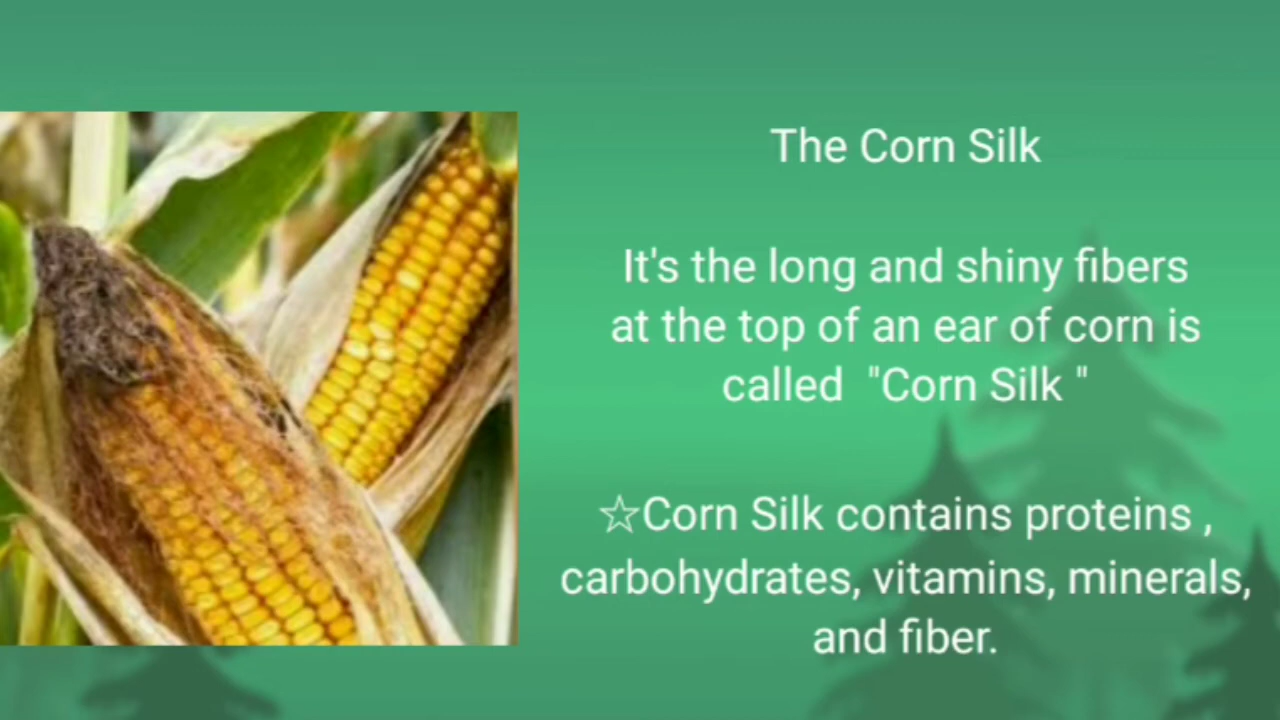 The Corn Silk
It's the long and shiny fibers
at the top of an ear of corn is
called "Corn Silk "
☆Corn Silk contains proteins ,
carbohydrates, vitamins, minerals,
and fiber.